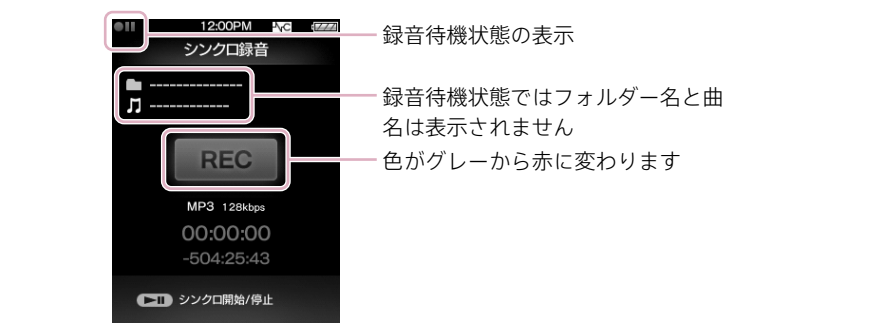 12:00PM
シンクロ録音
--------------
------------
REC
MP3 128kbps
00:00:00
-504:25:43
シンクロ開始/停止
録音待機状態の表示
録音待機状態ではフォルダー名と曲
名は表示されません
色がグレーから赤に変わります